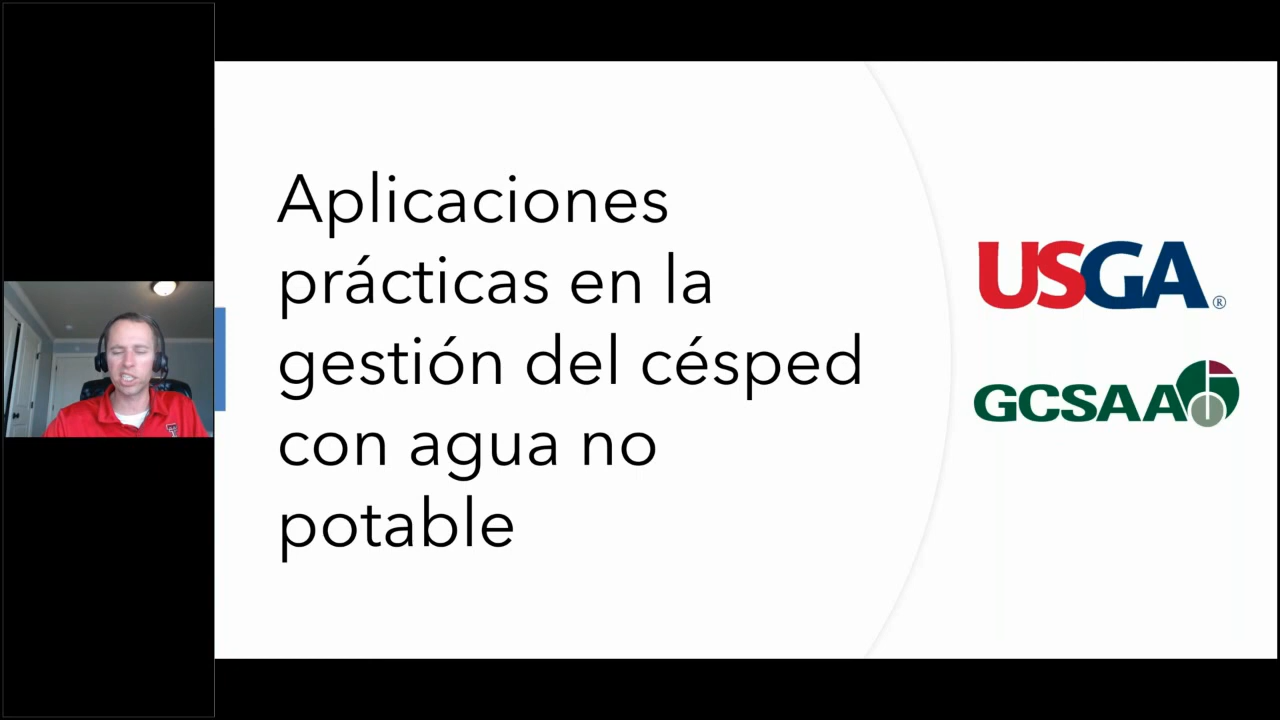 Aplicaciones
prácticas en la
gestión del césped
con agua no
potable
USGA®
GCSAA